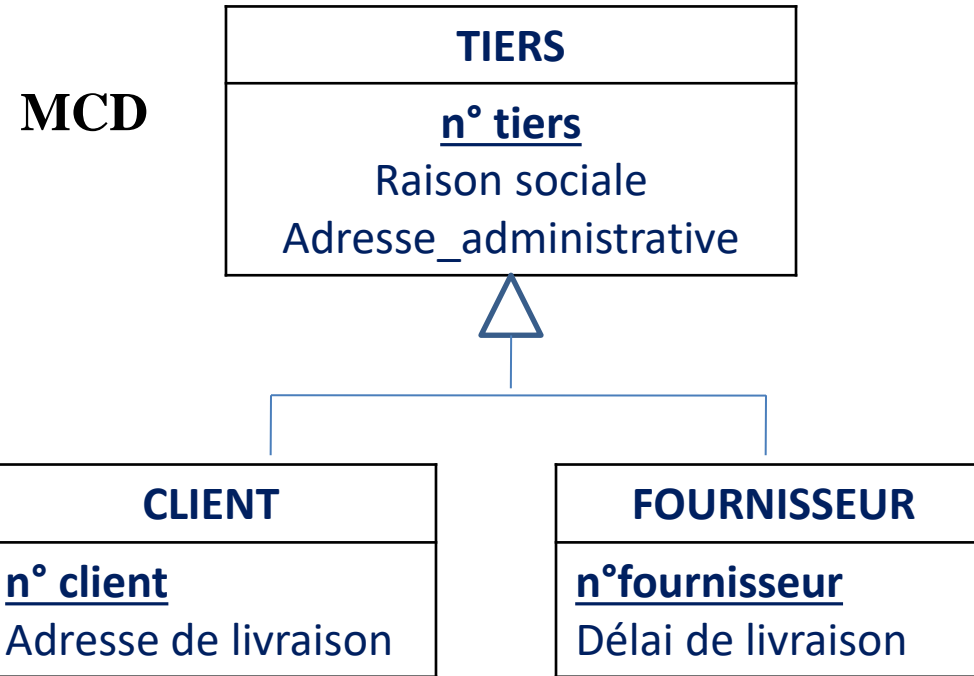 TIERS
MCD
n° tiers
Raison sociale
Adresse_administrative
CLIENT
n° client
Adresse de livraison
FOURNISSEUR
n°fournisseur
Délai de livraison